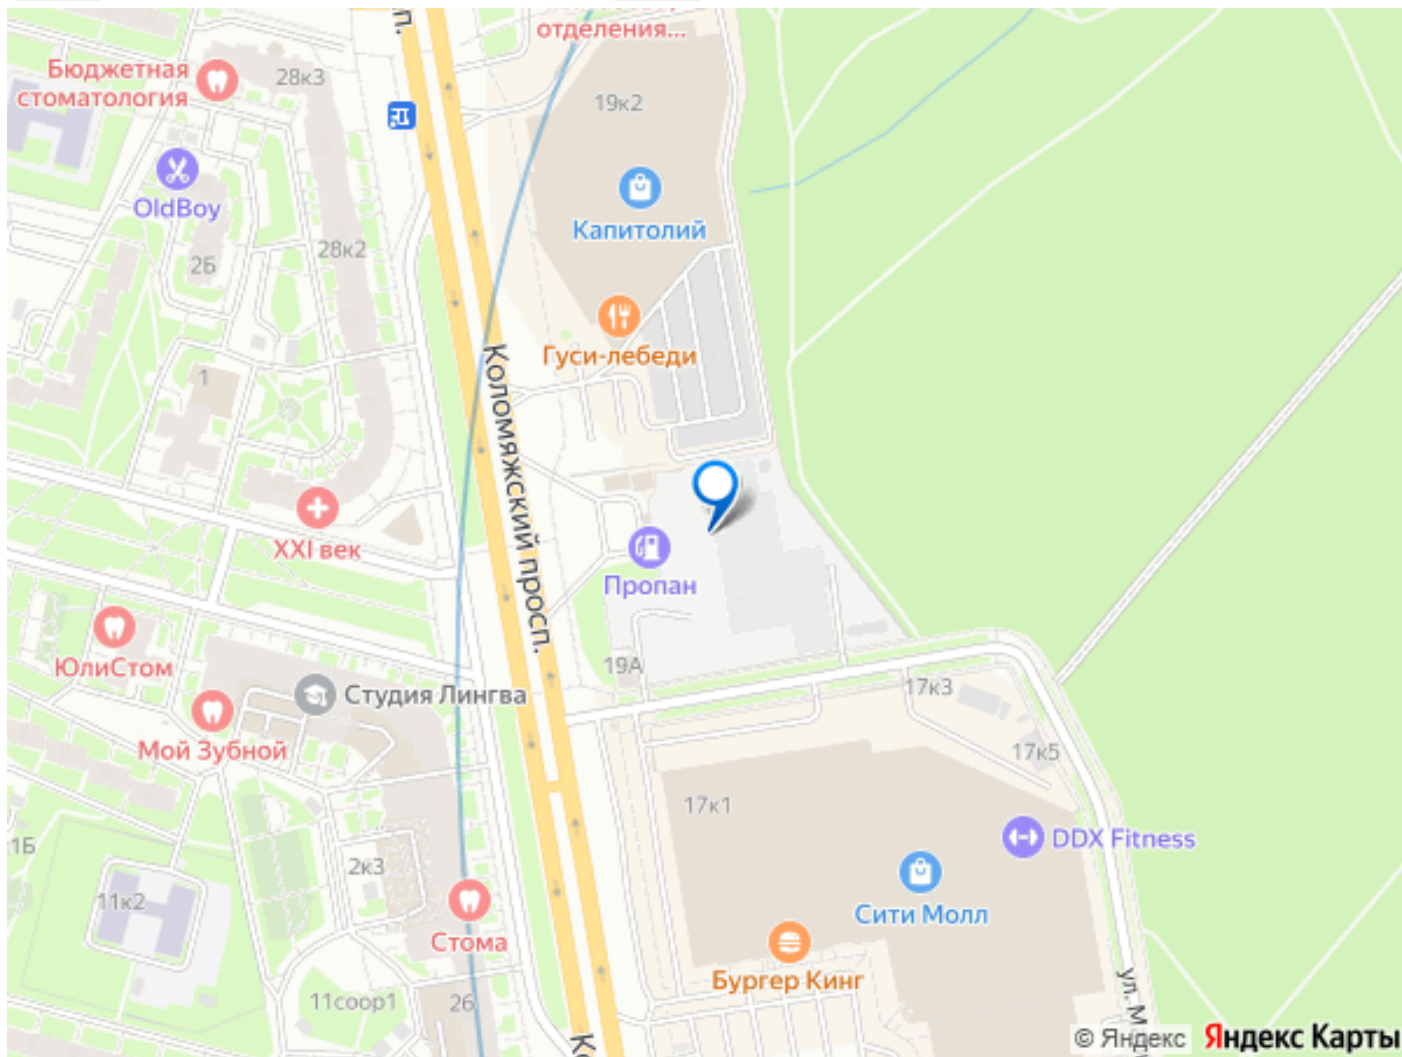 отделения...
Бюджетная
стоматология
28к3
19к2
OldBoy
Капитолий
28к2
2Б
Гуси-лебеди
1
Коломяжский просп.
XXI век
Пропан
ЮлиСтом
19А
Студия Лингва
17к3
Мой Зубной
17к5
17к1
DDX Fitness
1Б
2к3
11к2
Сити Молл
Стома
Бургер Кинг
11соор1
26
ул. М
© Яндекс Яндекс Карты